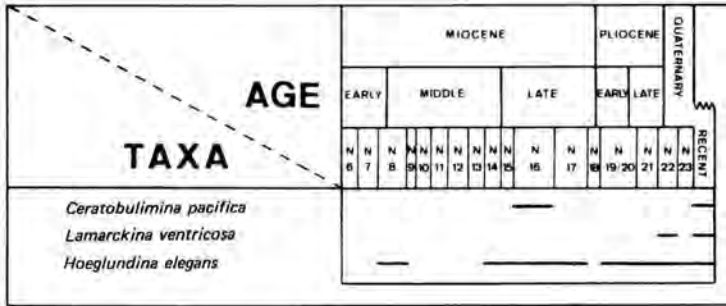 MIOCENE PLIOCENE QUATERNARY
AGE EARLY MIDDLE LATE EARLY LATE
TAXA N 6 N 7 N 8 N 9 N 10 N 11 N 12 N 13 N 14 N 15 N 16 N 17 N 18 N 19 N 20 N 21 N 22 N 23 RECENT
Ceratobulimina pacifica
Lamarckina ventricosa
Hoeglundina elegans